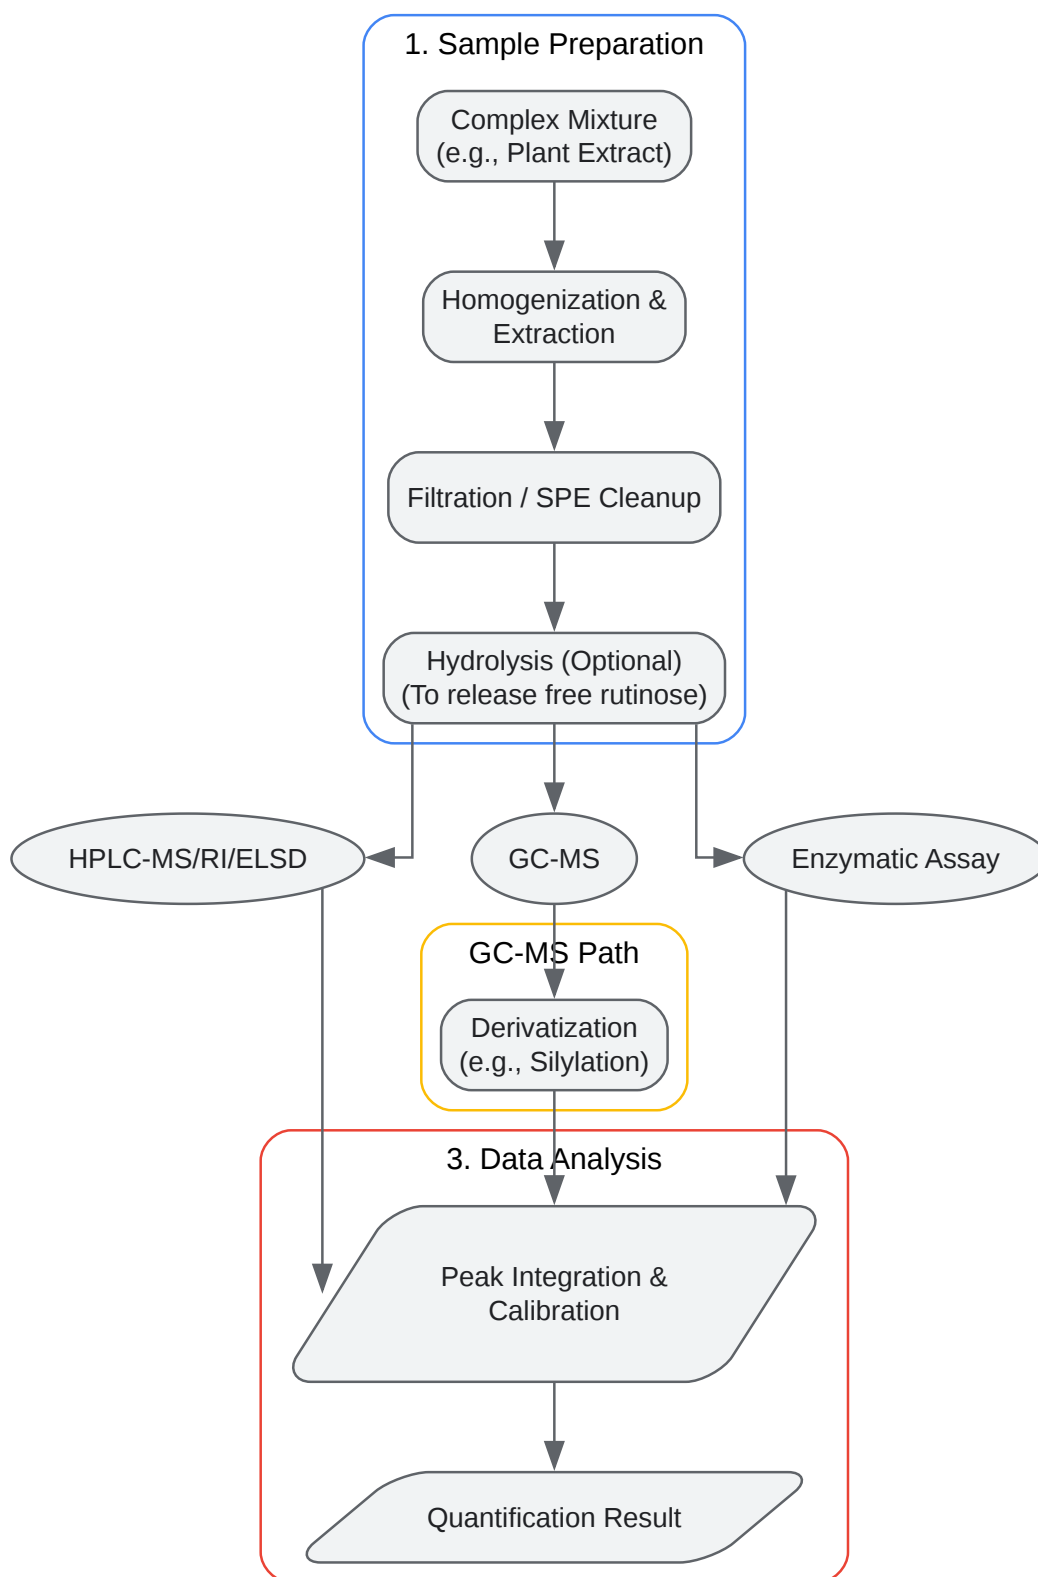 1. Sample Preparation
Complex Mixture
(e.g., Plant Extract)
Homogenization &
Extraction
Filtration / SPE Cleanup
Hydrolysis (Optional)
(To release free rutinose)
HPLC-MS/RI/ELSD
GC-MS
Enzymatic Assay
GC-MS Path
Derivatization
(e.g., Silylation)
3. Data Analysis
Peak Integration &
Calibration
Quantification Result